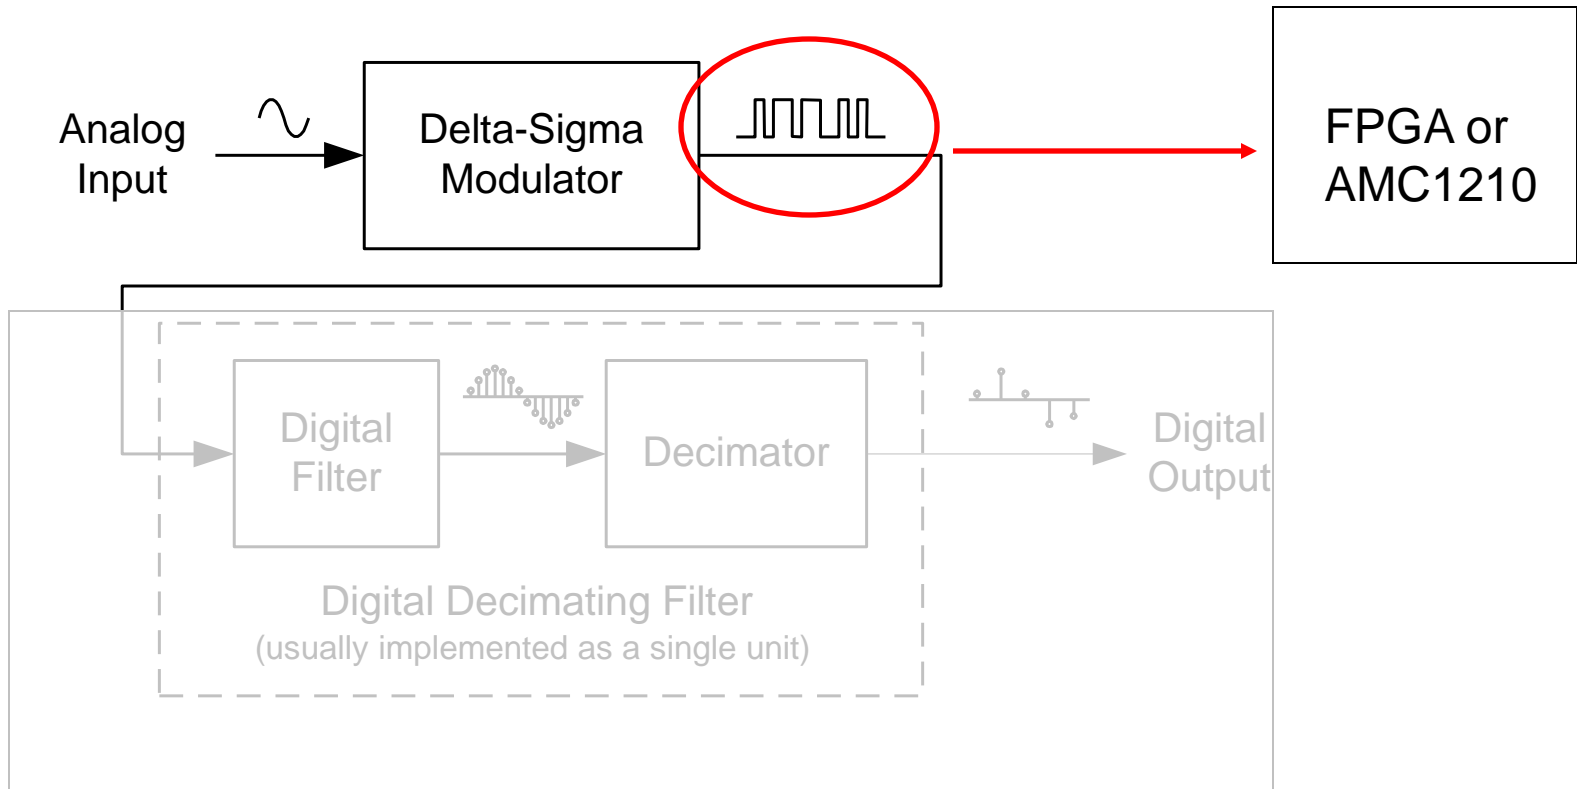 Analog
Input
Delta-Sigma
Modulator
FPGA or
AMC1210
Digital
Filter
Decimator
Digital
Output
Digital Decimating Filter
(usually implemented as a single unit)